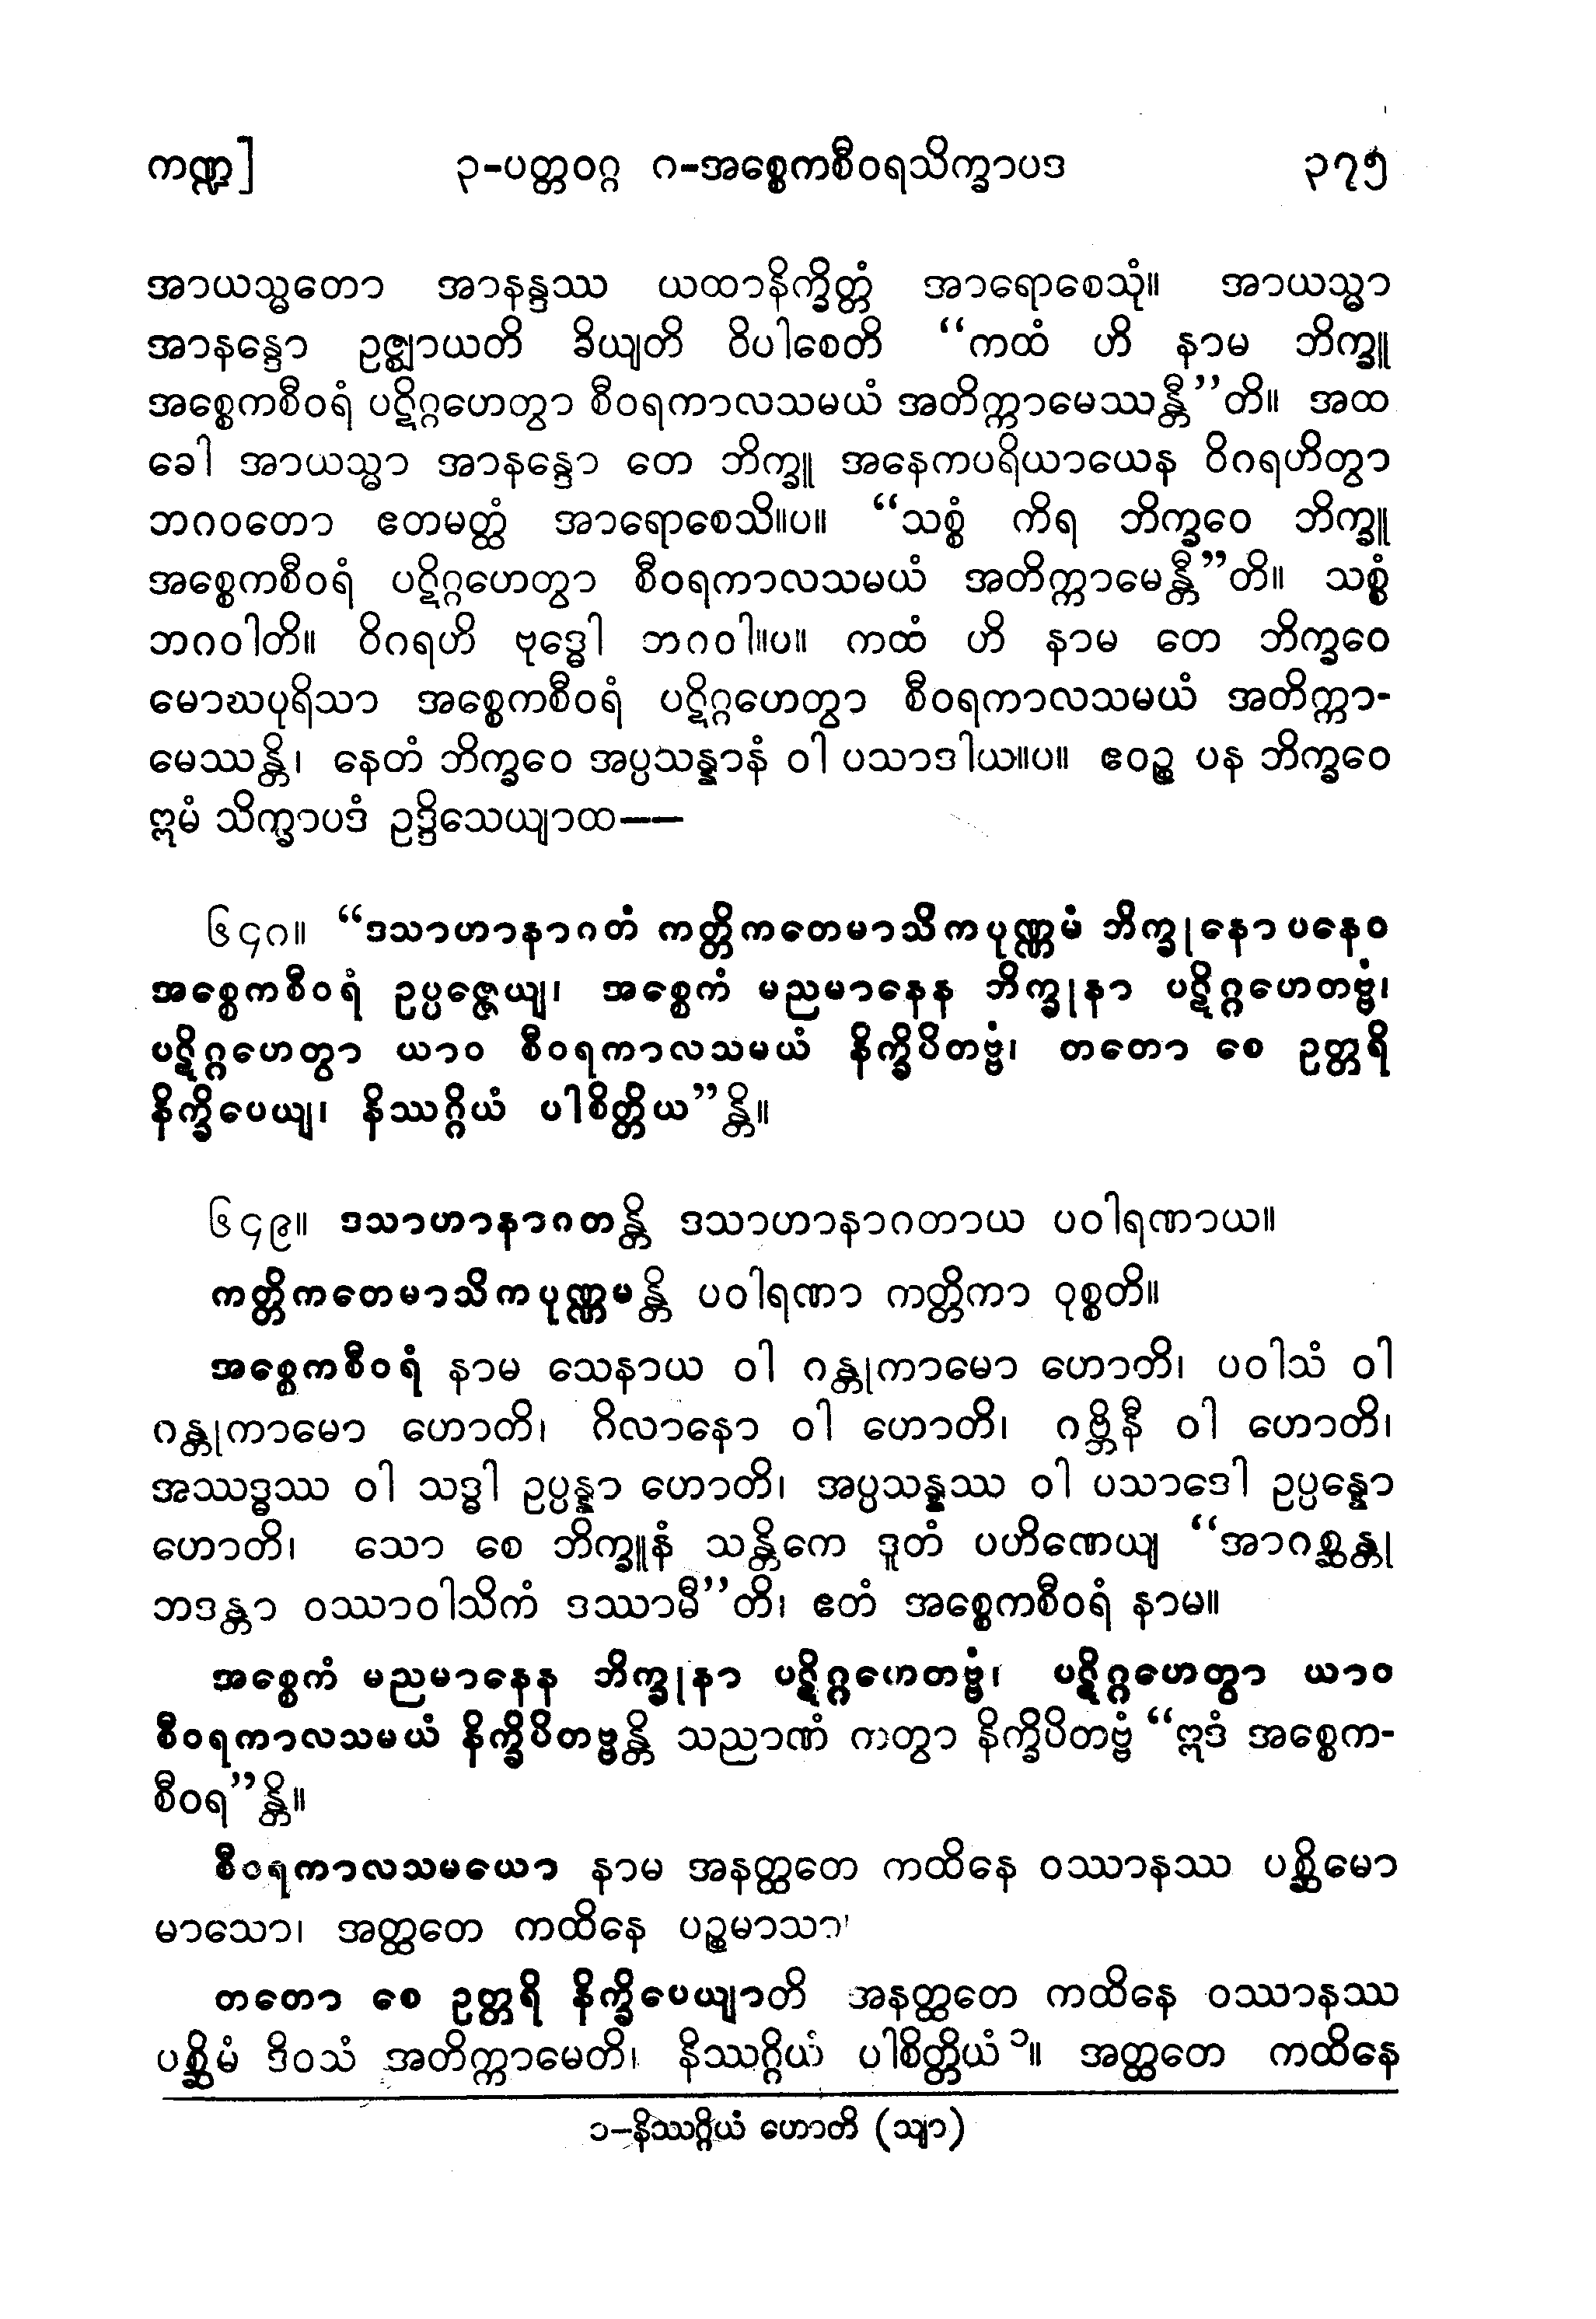 ကဏ္ဍ] ၃-ပတ္တဝဂ္ဂ ၈-အစ္စေကစီဝရသိက္ခာပဒ ၃၇၅
အာယသ္မတော အာနန္ဒဿ ယထာနိက္ခိတ္တံ အာရောစေသုံ။ အာယသ္မာ
အာနန္ဒော ဥဇ္ဈာယတိ ခိယျတိ ဝိပါစေတိ “ကထံ ဟိ နာမ ဘိက္ခူ
အစ္စေကစီဝရံ ပဋိဂ္ဂဟေတွာ စီဝရကာလသမယံ အတိက္ကာမေဿန္တီ”တိ။ အထ
ခေါ အာယသ္မာ အာနန္ဒော တေ ဘိက္ခူ အနေကပရိယာယေန ဝိဂရဟိတွာ
ဘဂဝတော ဧတမတ္ထံ အာရောစေသိ။ပ။ “သစ္စံ ကိရ ဘိက္ခဝေ ဘိက္ခူ
အစ္စေကစီဝရံ ပဋိဂ္ဂဟေတွာ စီဝရကာလသမယံ အတိက္ကာမေန္တီ”တိ။ သစ္စံ
ဘဂဝါတိ။ ဝိဂရဟိ ဗုဒ္ဓေါ ဘဂဝါ။ပ။ ကထံ ဟိ နာမ တေ ဘိက္ခဝေ
မောဃပုရိသာ အစ္စေကစီဝရံ ပဋိဂ္ဂဟေတွာ စီဝရကာလသမယံ အတိက္ကာ-
မေဿန္တိ၊ နေတံ ဘိက္ခဝေ အပ္ပသန္နာနံ ဝါ ပသာဒါယ။ပ။ ဧဝဉ္စ ပန ဘိက္ခဝေ
ဣမံ သိက္ခာပဒံ ဥဒ္ဒိသေယျာထ——
၆၄၈။ “ဒသာဟာနာဂတံ ကတ္တိကတေမာသိကပုဏ္ဏမံ ဘိက္ခုနော ပနေဝ
အစ္စေကစီဝရံ ဥပ္ပဇ္ဇေယျ၊ အစ္စေကံ မညမာနေန ဘိက္ခုနာ ပဋိဂ္ဂဟေတဗ္ဗံ၊
ပဋိဂ္ဂဟေတွာ ယာဝ စီဝရကာလသမယံ နိက္ခိပိတဗ္ဗံ၊ တတော စေ ဥတ္တရိ
နိက္ခိပေယျ၊ နိဿဂ္ဂိယံ ပါစိတ္တိယ”န္တိ။
၆၄၉။ ဒသာဟာနာဂတန္တိ ဒသာဟာနာဂတာယ ပဝါရဏာယ။
ကတ္တိကတေမာသိကပုဏ္ဏမန္တိ ပဝါရဏာ ကတ္တိကာ ဝုစ္စတိ။
အစ္စေကစီဝရံ နာမ သေနာယ ဝါ ဂန္တုကာမော ဟောတိ၊ ပဝါသံ ဝါ
ဂန္တုကာမော ဟောတိ၊ ဂိလာနော ဝါ ဟောတိ၊ ဂဗ္ဘိနီ ဝါ ဟောတိ၊
အဿဒ္ဓဿ ဝါ သဒ္ဓါ ဥပ္ပန္နာ ဟောတိ၊ အပ္ပသန္နဿ ဝါ ပသာဒေါ ဥပ္ပန္နော
ဟောတိ၊ သော စေ ဘိက္ခူနံ သန္တိကေ ဒူတံ ပဟိဏေယျ “အာဂစ္ဆန္တု
ဘဒန္တာ ဝဿာဝါသိကံ ဒဿာမီ”တိ၊ ဧတံ အစ္စေကစီဝရံ နာမ။
အစ္စေကံ မညမာနေန ဘိက္ခုနာ ပဋိဂ္ဂဟေတဗ္ဗံ၊ ပဋိဂ္ဂဟေတွာ ယာဝ
စီဝရကာလသမယံ နိက္ခိပိတဗ္ဗန္တိ သညာဏံ ကတွာ နိက္ခိပိတဗ္ဗံ “ဣဒံ အစ္စေက-
စီဝရ”န္တိ။
စီဝရကာလသမယော နာမ အနတ္ထတေ ကထိနေ ဝဿာနဿ ပစ္ဆိမော
မာသော၊ အတ္ထတေ ကထိနေ ပဉ္စမာသာ၊
တတော စေ ဥတ္တရိ နိက္ခိပေယျာတိ အနတ္ထတေ ကထိနေ ဝဿာနဿ
ပစ္ဆိမံ ဒိဝသံ အတိက္ကာမေတိ၊ နိဿဂ္ဂိယံ ပါစိတ္တိယံ၁။ အတ္ထတေ ကထိနေ
၁-နိဿဂ္ဂိယံ ဟောတိ (သျာ)